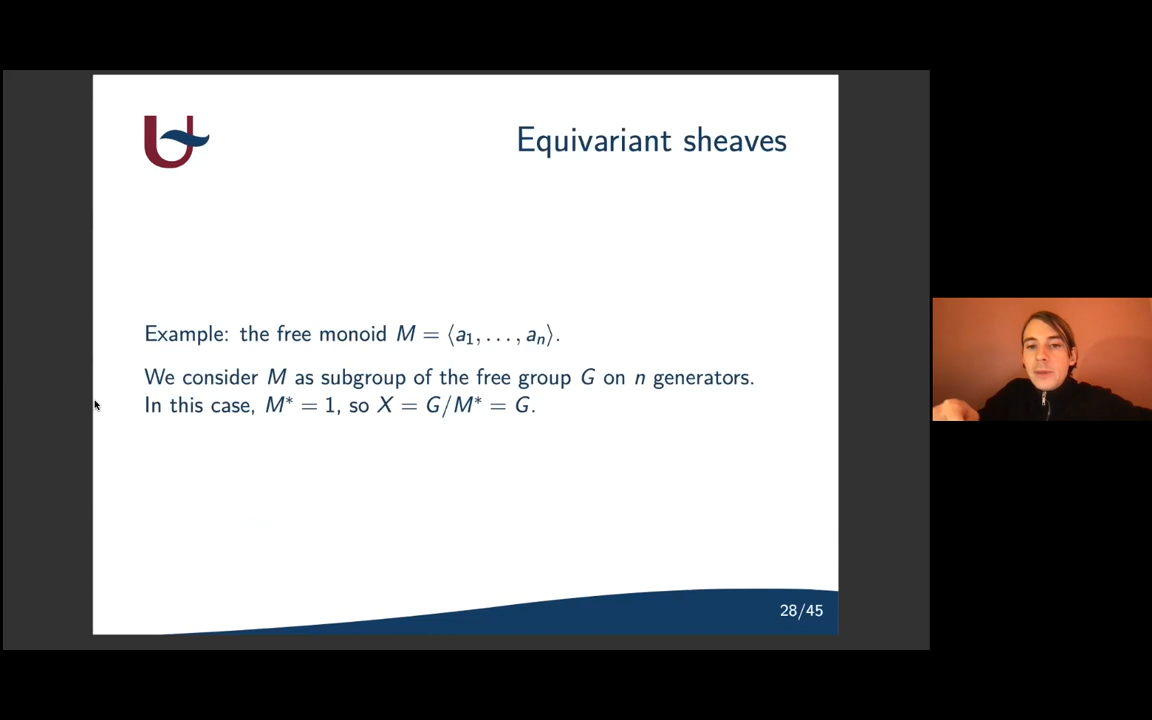 Equivariant sheaves
Example: the free monoid M = ⟨a₁, . . . , aₙ⟩.
We consider M as subgroup of the free group G on n generators.
In this case, M* = 1, so X = G/M* = G.
28/45